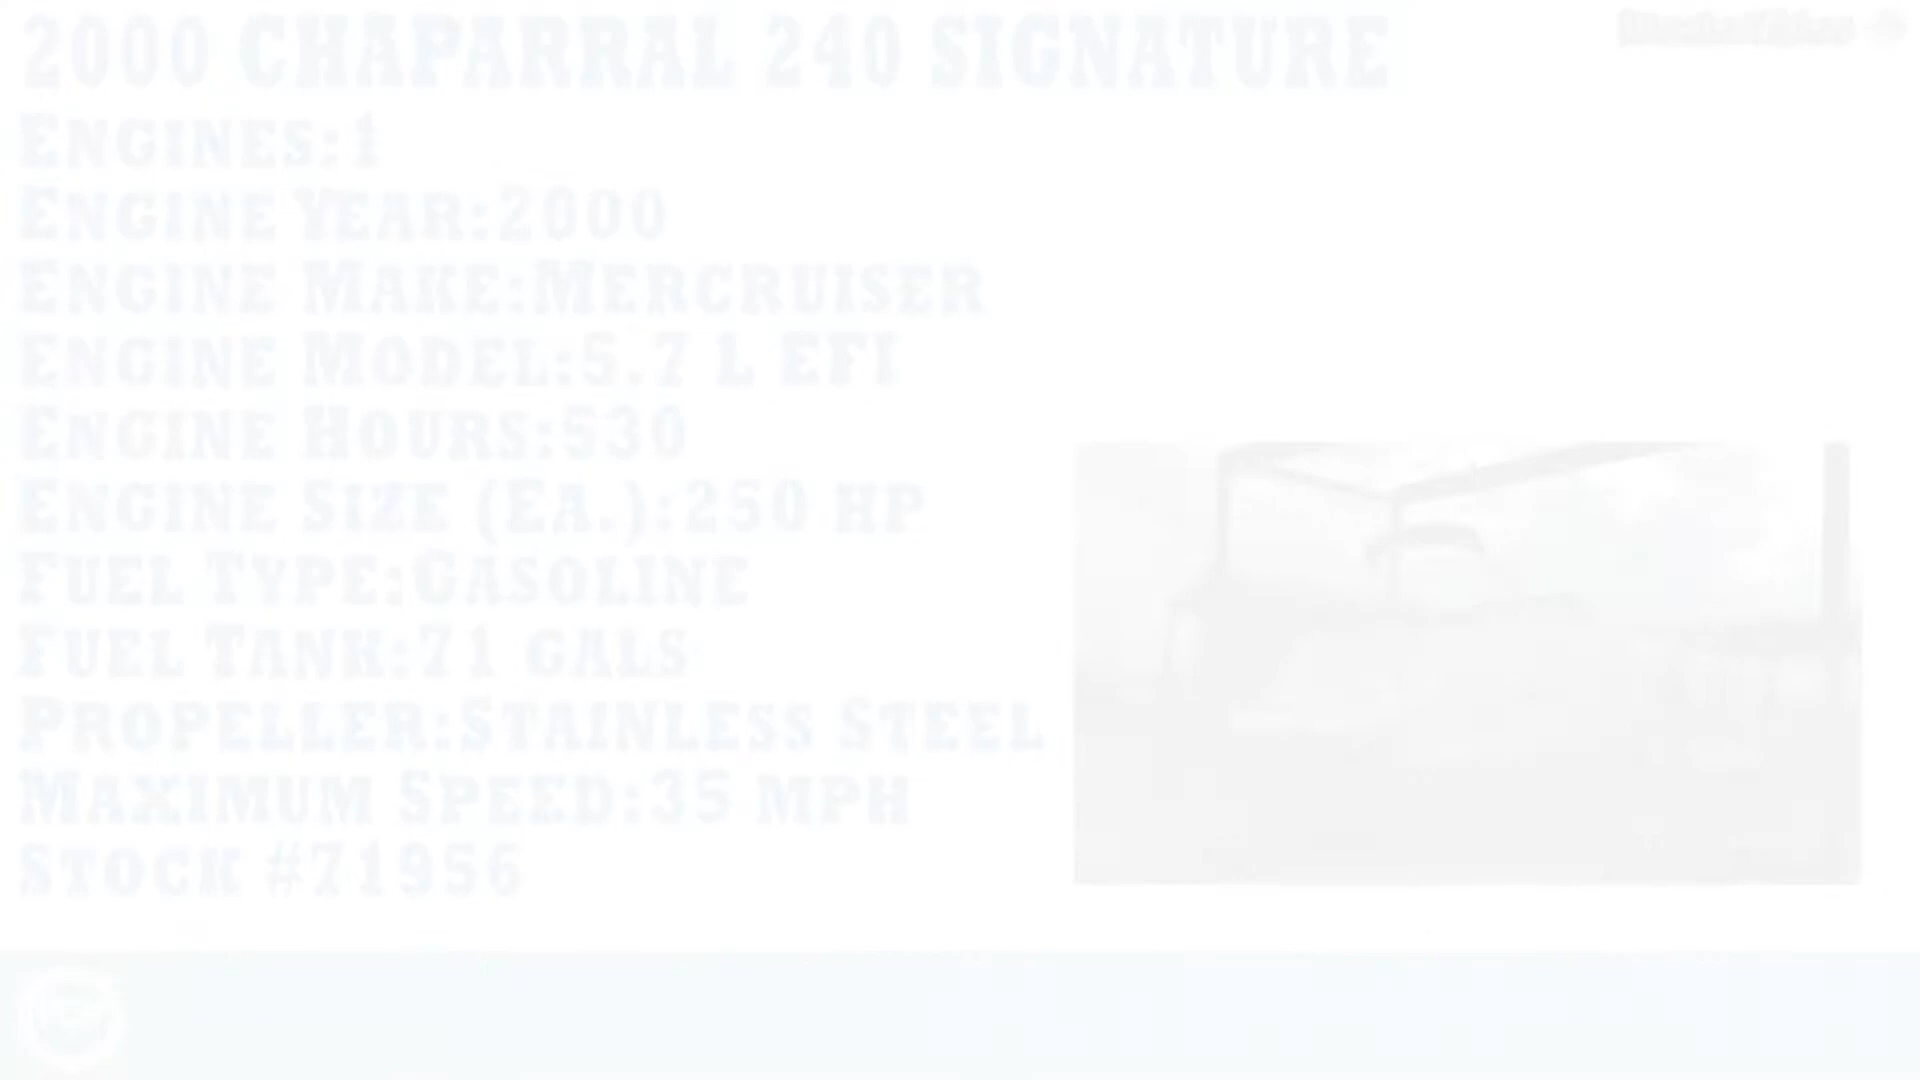 2000 CHAPARRAL 240 SIGNATURE
ENGINES:1
ENGINE YEAR:2000
ENGINE MAKE:MERCRUISER
ENGINE MODEL:5.7 L EFI
ENGINE HOURS:530
ENGINE SIZE (EA.):250 HP
FUEL TYPE:GASOLINE
FUEL TANK:71 GALS
PROPELLER:STAINLESS STEEL
MAXIMUM SPEED:35 MPH
STOCK #71956